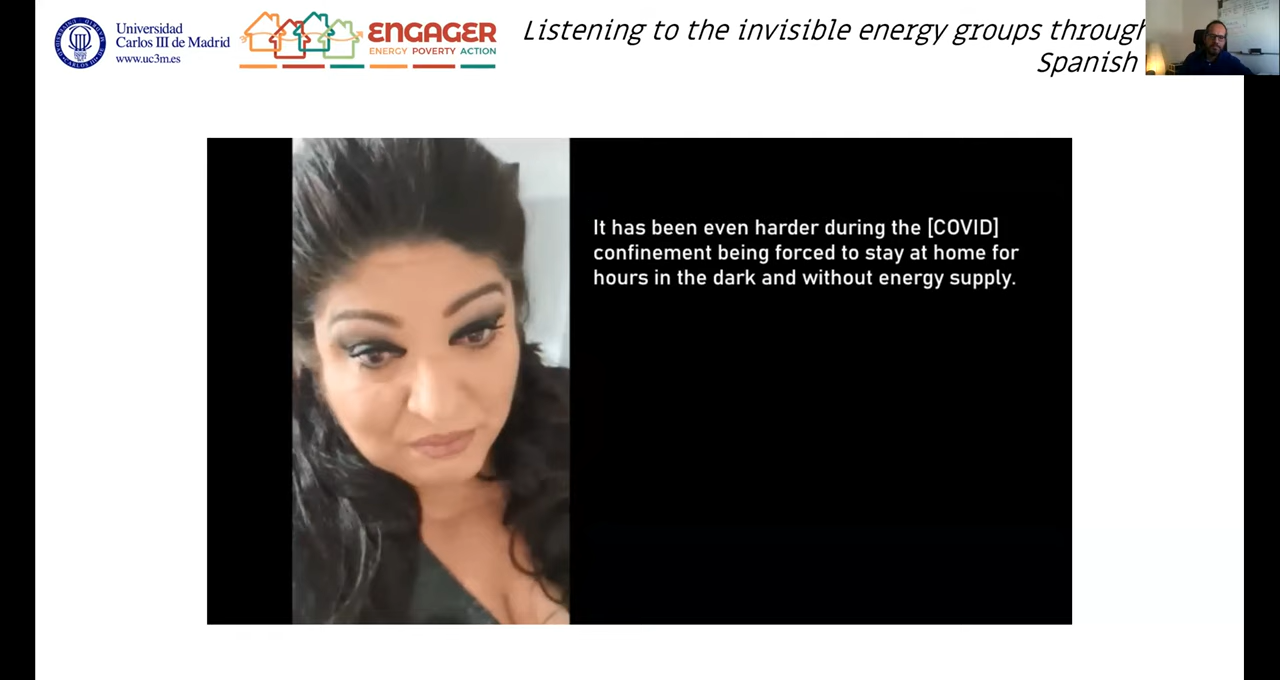 Universidad
Carlos III de Madrid
www.uc3m.es
ENGAGER
ENERGY POVERTY ACTION
Listening to the invisible energy groups through
Spanish
It has been even harder during the [COVID]
confinement being forced to stay at home for
hours in the dark and without energy supply.